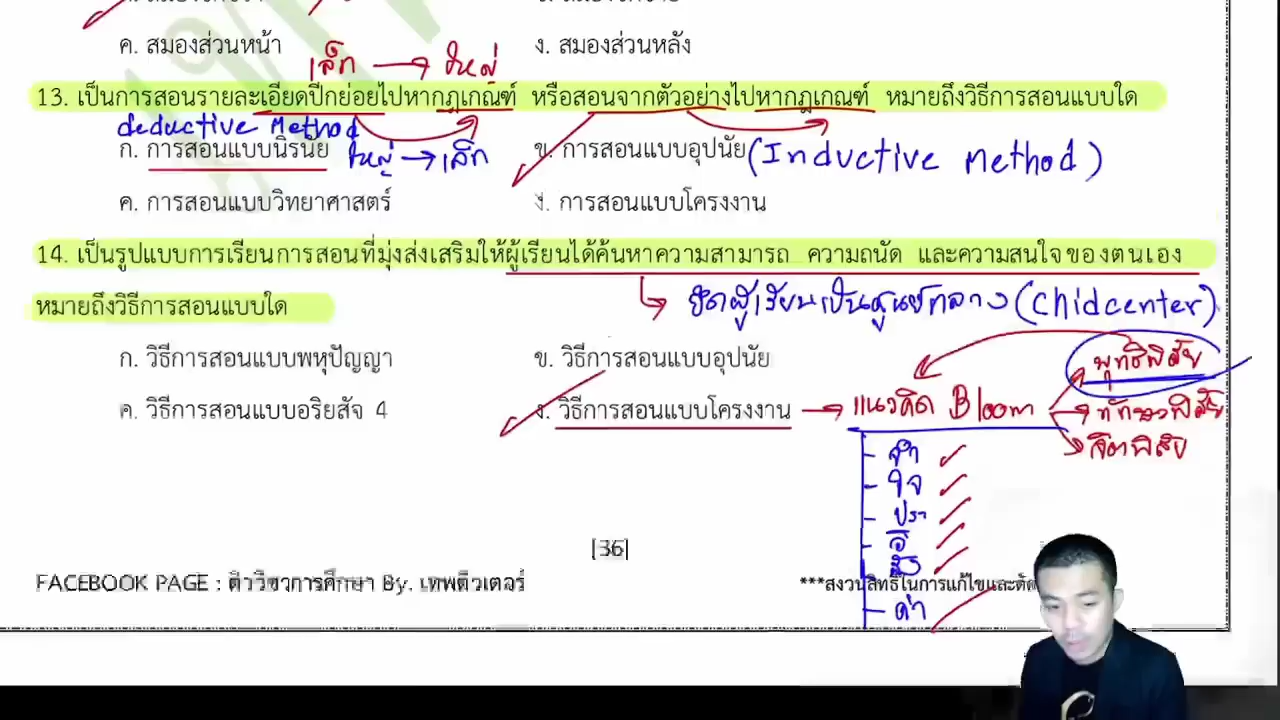 ค. สมองส่วนหน้า ง. สมองส่วนหลัง
เล็ก → ใหญ่
13. เป็นการสอนรายละเอียดปีกย่อยไปหากฎเกณฑ์ หรือสอนจากตัวอย่างไปหากฎเกณฑ์ หมายถึงวิธีการสอนแบบใด
deductive Method
ก. การสอนแบบนิรนัย ใหญ่ → เล็ก ข. การสอนแบบอุปนัย (Inductive Method)
ค. การสอนแบบวิทยาศาสตร์ ง. การสอนแบบโครงงาน
14. เป็นรูปแบบการเรียนการสอนที่มุ่งส่งเสริมให้ผู้เรียนได้ค้นหาความสามารถ ความถนัด และความสนใจของตนเอง
ยึดผู้เรียนเป็นศูนย์กลาง (Chidcenter)
หมายถึงวิธีการสอนแบบใด
ก. วิธีการสอนแบบพหุปัญญา ข. วิธีการสอนแบบอุปนัย พุทธิพิสัย
ค. วิธีการสอนแบบอริยสัจ 4 ง. วิธีการสอนแบบโครงงาน → แนวคิด Bloom ทักษะพิสัย
จิตพิสัย
- จำ
- ใจ
- ประ
- วิ
- ค่า
[36]
FACEBOOK PAGE : ติววิชาการศึกษา By. เทพติวเตอร์ ***สงวนสิทธิ์ในการแก้ไขและดัด